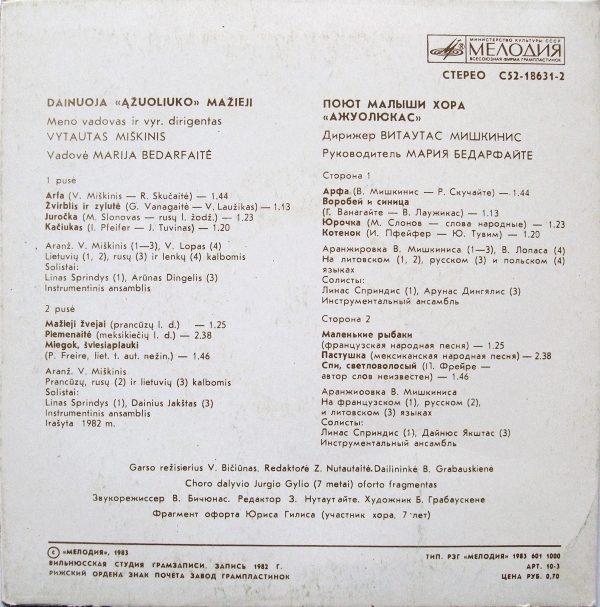 МИНИСТЕРСТВО КУЛЬТУРЫ СССР
МЕЛОДИЯ
ВСЕСОЮЗНАЯ ФИРМА ГРАМПЛАСТИНОК
СТЕРЕО С52-18631-2
DAINUOJA «ĄŽUOLIUKO» MAŽIEJI
Meno vadovas ir vyr. dirigentas
VYTAUTAS MIŠKINIS
Vadovė MARIJA BEDARFAITĖ
1 pusė
Arfa (V. Miškinis — R. Skučaitė) — 1.44
Žvirblis ir zylutė (G. Vanagaitė — V. Laužikas) — 1.13
Juročka (M. Slonovas — rusų l. žodž.) — 1.23
Kačiukas (I. Pfeifer — J. Tuvinas) — 1.20
Aranž. V. Miškinis (1—3), V. Lopas (4)
Lietuvių (1, 2), rusų (3) ir lenkų (4) kalbomis
Solistai:
Linas Sprindys (1), Arūnas Dingelis (3)
Instrumentinis ansamblis
2 pusė
Mažieji žvejai (prancūzų l. d.) — 1.25
Piemenaitė (meksikiečių l. d.) — 2.38
Miegok, šviesiaplauki
(P. Freire, liet. t. aut. nežin.) — 1.46
Aranž. V. Miškinis
Prancūzų, rusų (2) ir lietuvių (3) kalbomis
Solistai:
Linas Sprindys (1), Dainius Jakštas (3)
Instrumentinis ansamblis
Irašyta 1982 m.
ПОЮТ МАЛЫШИ ХОРА
«АЖУОЛЮКАС»
Дирижер ВИТАУТАС МИШКИНИС
Руководитель МАРИЯ БЕДАРФАЙТЕ
Сторона 1
Арфа (В. Мишкинис — Р. Скучайте) — 1.44
Воробей и синица
(Г. Ванагайте — В. Лаужикас) — 1.13
Юрочка (М. Слонов — слова народные) — 1.23
Котенок (И. Пфейфер — Ю. Тувим) — 1.20
Аранжировка В. Мишкиниса (1—3), В. Лопаса (4)
На литовском (1, 2), русском (3) и польском (4)
языках
Солисты:
Линас Сприндис (1), Арунас Дингялис (3)
Инструментальный ансамбль
Сторона 2
Маленькие рыбаки
(французская народная песня) — 1.25
Пастушка (мексиканская народная песня) — 2.38
Спи, светловолосый (П. Фрейре —
автор слов неизвестен) — 1.46
Аранжировка В. Мишкиниса
На французском (1), русском (2),
и литовском (3) языках
Солисты:
Линас Сприндис (1), Дайнюс Якштас (3)
Инструментальный ансамбль
Garso režisierius V. Bičiūnas. Redaktorė Z. Nutautaitė. Dailininkė B. Grabauskienė
Choro dalyvio Jurgio Gylio (7 metai) oforto fragmentas
Звукорежиссер В. Бичюнас. Редактор З. Нутаутайте. Художник Б. Грабаускене
Фрагмент офорта Юриса Гилиса (участник хора, 7 лет)
© «МЕЛОДИЯ», 1983
ВИЛЬНЮССКАЯ СТУДИЯ ГРАМЗАПИСИ. ЗАПИСЬ 1982 Г.
РИЖСКИЙ ОРДЕНА ЗНАК ПОЧЕТА ЗАВОД ГРАМПЛАСТИНОК
ТИП. РЗГ «МЕЛОДИЯ» 1983 601 1000
АРТ. 10-3
ЦЕНА РУБ. 0,70